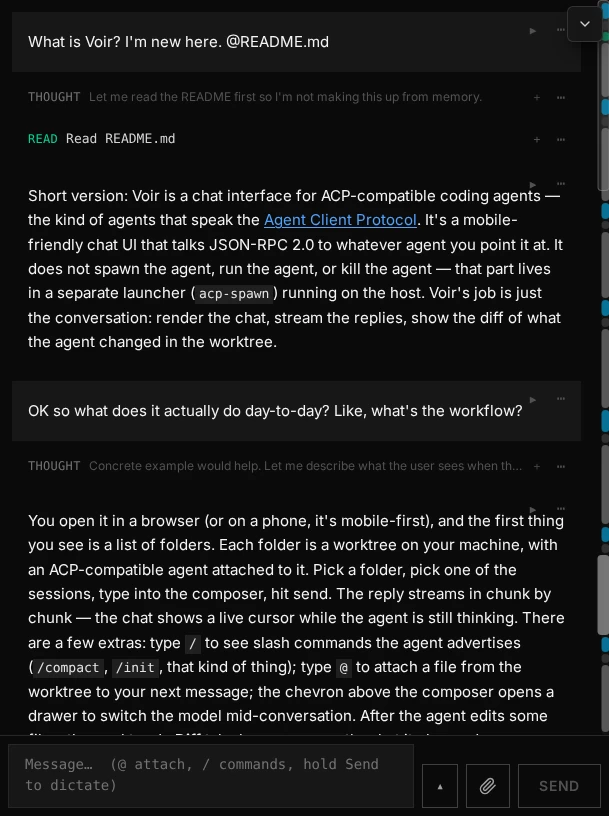 What is Voir? I'm new here. @README.md
THOUGHT Let me read the README first so I'm not making this up from memory.
READ Read README.md
Short version: Voir is a chat interface for ACP-compatible coding agents —
the kind of agents that speak the Agent Client Protocol. It's a mobile-
friendly chat UI that talks JSON-RPC 2.0 to whatever agent you point it at. It
does not spawn the agent, run the agent, or kill the agent — that part lives
in a separate launcher (acp-spawn) running on the host. Voir's job is just
the conversation: render the chat, stream the replies, show the diff of what
the agent changed in the worktree.
OK so what does it actually do day-to-day? Like, what's the workflow?
THOUGHT Concrete example would help. Let me describe what the user sees when th...
You open it in a browser (or on a phone, it's mobile-first), and the first thing
you see is a list of folders. Each folder is a worktree on your machine, with
an ACP-compatible agent attached to it. Pick a folder, pick one of the
sessions, type into the composer, hit send. The reply streams in chunk by
chunk — the chat shows a live cursor while the agent is still thinking. There
are a few extras: type / to see slash commands the agent advertises
(/compact, /init, that kind of thing); type @ to attach a file from the
worktree to your next message; the chevron above the composer opens a
drawer to switch the model mid-conversation. After the agent edits some
Message… (@ attach, / commands, hold Send
to dictate)
SEND